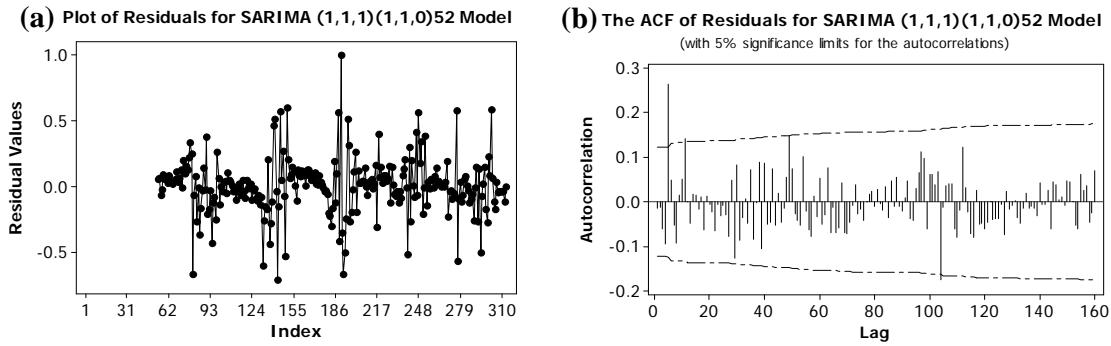 (a) Plot of Residuals for SARIMA (1,1,1)(1,1,0)52 Model
Residual Values
1.0
0.5
0.0
-0.5
1 31 62 93 124 155 186 217 248 279 310
Index
(b) The ACF of Residuals for SARIMA (1,1,1)(1,1,0)52 Model
(with 5% significance limits for the autocorrelations)
Autocorrelation
0.3
0.2
0.1
0.0
-0.1
-0.2
0 20 40 60 80 100 120 140 160
Lag